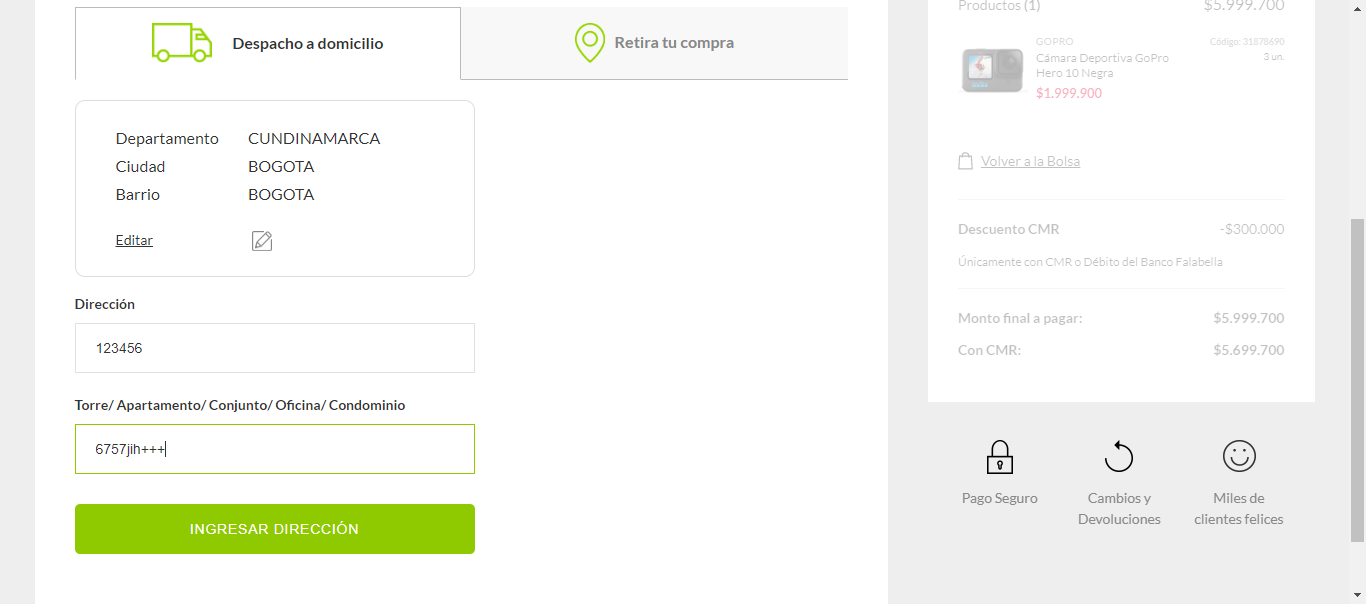 Despacho a domicilio
Retira tu compra
Departamento CUNDINAMARCA
Ciudad BOGOTA
Barrio BOGOTA
Editar
Dirección
123456
Torre/ Apartamento/ Conjunto/ Oficina/ Condominio
6757jih+++
INGRESAR DIRECCIÓN
Productos (1) $5.999.700
GOPRO Código: 31878690
Cámara Deportiva GoPro 3 un.
Hero 10 Negra
$1.999.900
Volver a la Bolsa
Descuento CMR -$300.000
Únicamente con CMR o Débito del Banco Falabella
Monto final a pagar: $5.999.700
Con CMR: $5.699.700
Pago Seguro
Cambios y
Devoluciones
Miles de
clientes felices